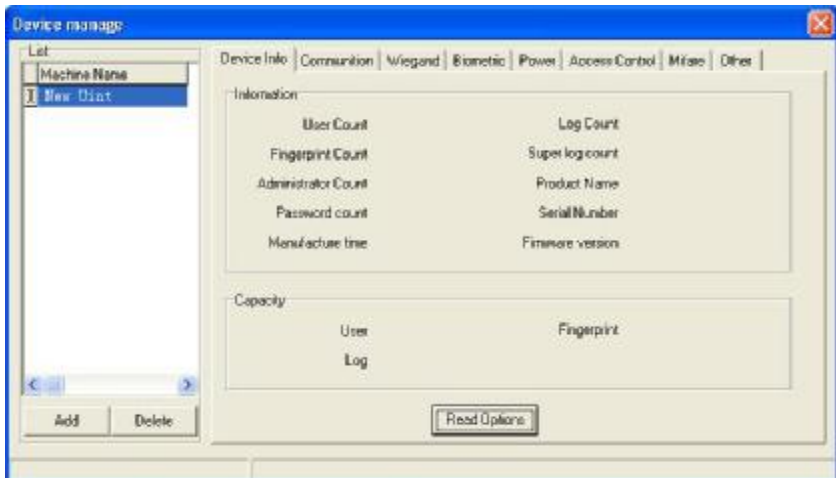 Device manage
List
Machine Name
New Uint
Add
Delete
Device Info
Communition
Wiegand
Biometric
Power
Access Control
Mifare
Other
Information
User Count
Log Count
Fingerprint Count
Super log count
Administrator Count
Product Name
Password count
Serial Number
Manufacture time
Firmware version
Capacity
User
Fingerprint
Log
Read Options